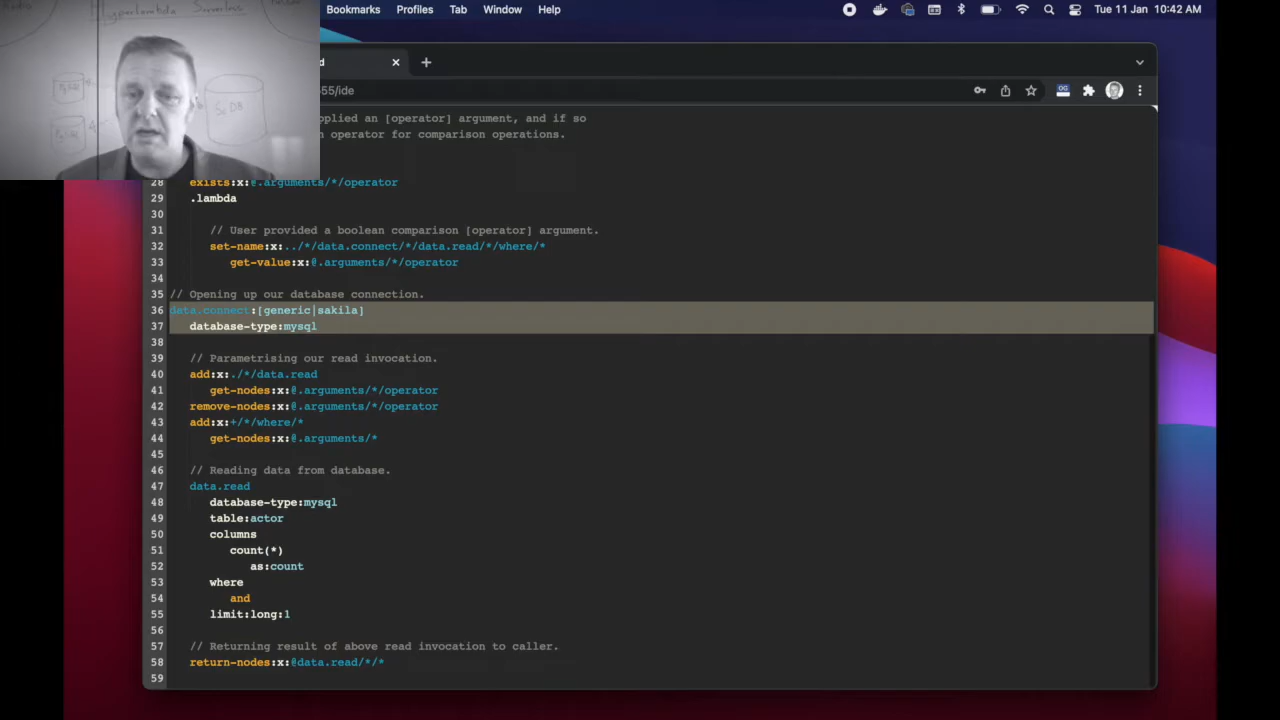 Bookmarks Profiles Tab Window Help Tue 11 Jan 10:42 AM
Hyperlambda Serverless
Sc DB
d
55/ide
pplied an [operator] argument, and if so
n operator for comparison operations.
28 exists:x:@.arguments/*/operator
29 .lambda
30
31 // User provided a boolean comparison [operator] argument.
32 set-name:x:../*/data.connect/*/data.read/*/where/*
33 get-value:x:@.arguments/*/operator
34
35 // Opening up our database connection.
36 data.connect:[generic|sakila]
37 database-type:mysql
38
39 // Parametrising our read invocation.
40 add:x:./*/data.read
41 get-nodes:x:@.arguments/*/operator
42 remove-nodes:x:@.arguments/*/operator
43 add:x:+/*/where/*
44 get-nodes:x:@.arguments/*
45
46 // Reading data from database.
47 data.read
48 database-type:mysql
49 table:actor
50 columns
51 count(*)
52 as:count
53 where
54 and
55 limit:long:1
56
57 // Returning result of above read invocation to caller.
58 return-nodes:x:@data.read/*/*
59